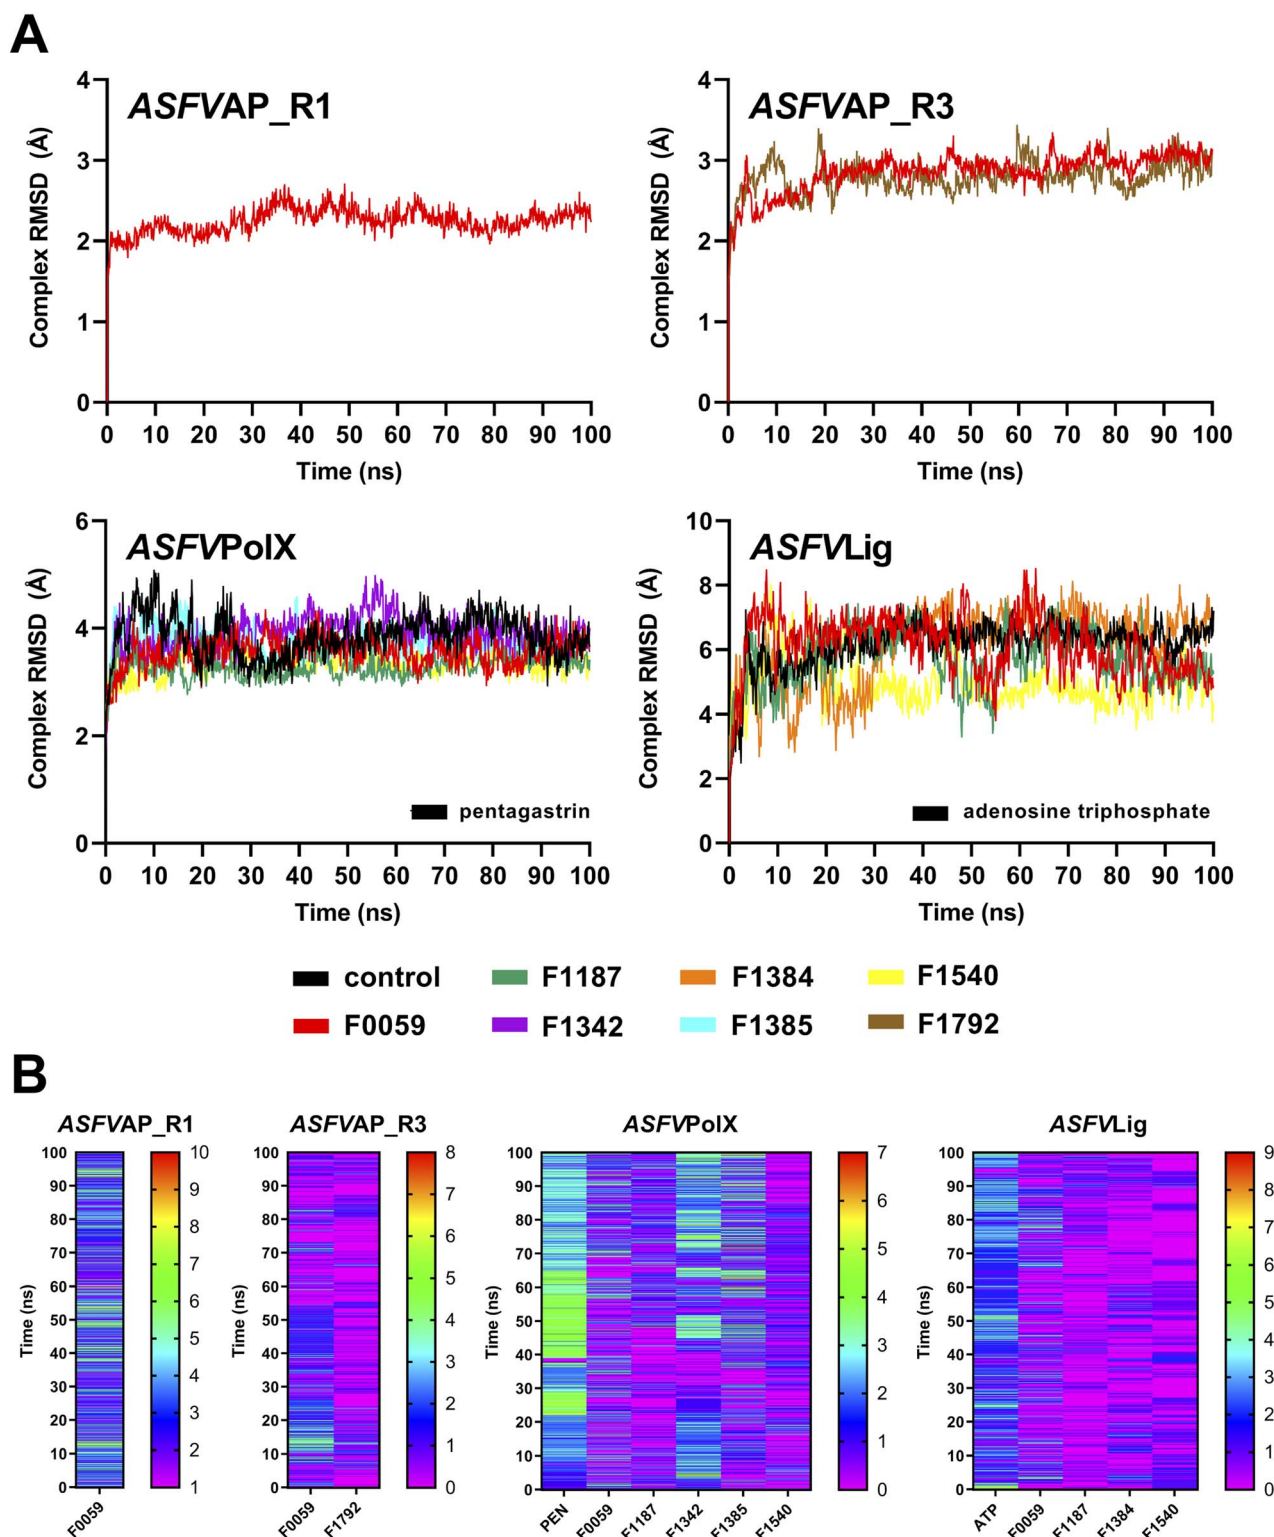 A
ASFVAP_R1
Complex RMSD (Å)
4
3
2
1
0
0 10 20 30 40 50 60 70 80 90 100
Time (ns)
ASFVAP_R3
Complex RMSD (Å)
4
3
2
1
0
0 10 20 30 40 50 60 70 80 90 100
Time (ns)
ASFVPolX
Complex RMSD (Å)
6
4
2
0
pentagastrin
0 10 20 30 40 50 60 70 80 90 100
Time (ns)
ASFVLig
Complex RMSD (Å)
10
8
6
4
2
0
adenosine triphosphate
0 10 20 30 40 50 60 70 80 90 100
Time (ns)
control F1187 F1384 F1540
F0059 F1342 F1385 F1792
B
ASFVAP_R1
Time (ns)
100
90
80
70
60
50
40
30
20
10
0
F0059
10
9
8
7
6
5
4
3
2
1
ASFVAP_R3
Time (ns)
100
90
80
70
60
50
40
30
20
10
0
F0059 F1792
8
7
6
5
4
3
2
1
0
ASFVPolX
Time (ns)
100
90
80
70
60
50
40
30
20
10
0
PEN F0059 F1187 F1342 F1385 F1540
7
6
5
4
3
2
1
0
ASFVLig
Time (ns)
100
90
80
70
60
50
40
30
20
10
0
ATP F0059 F1187 F1384 F1540
9
8
7
6
5
4
3
2
1
0